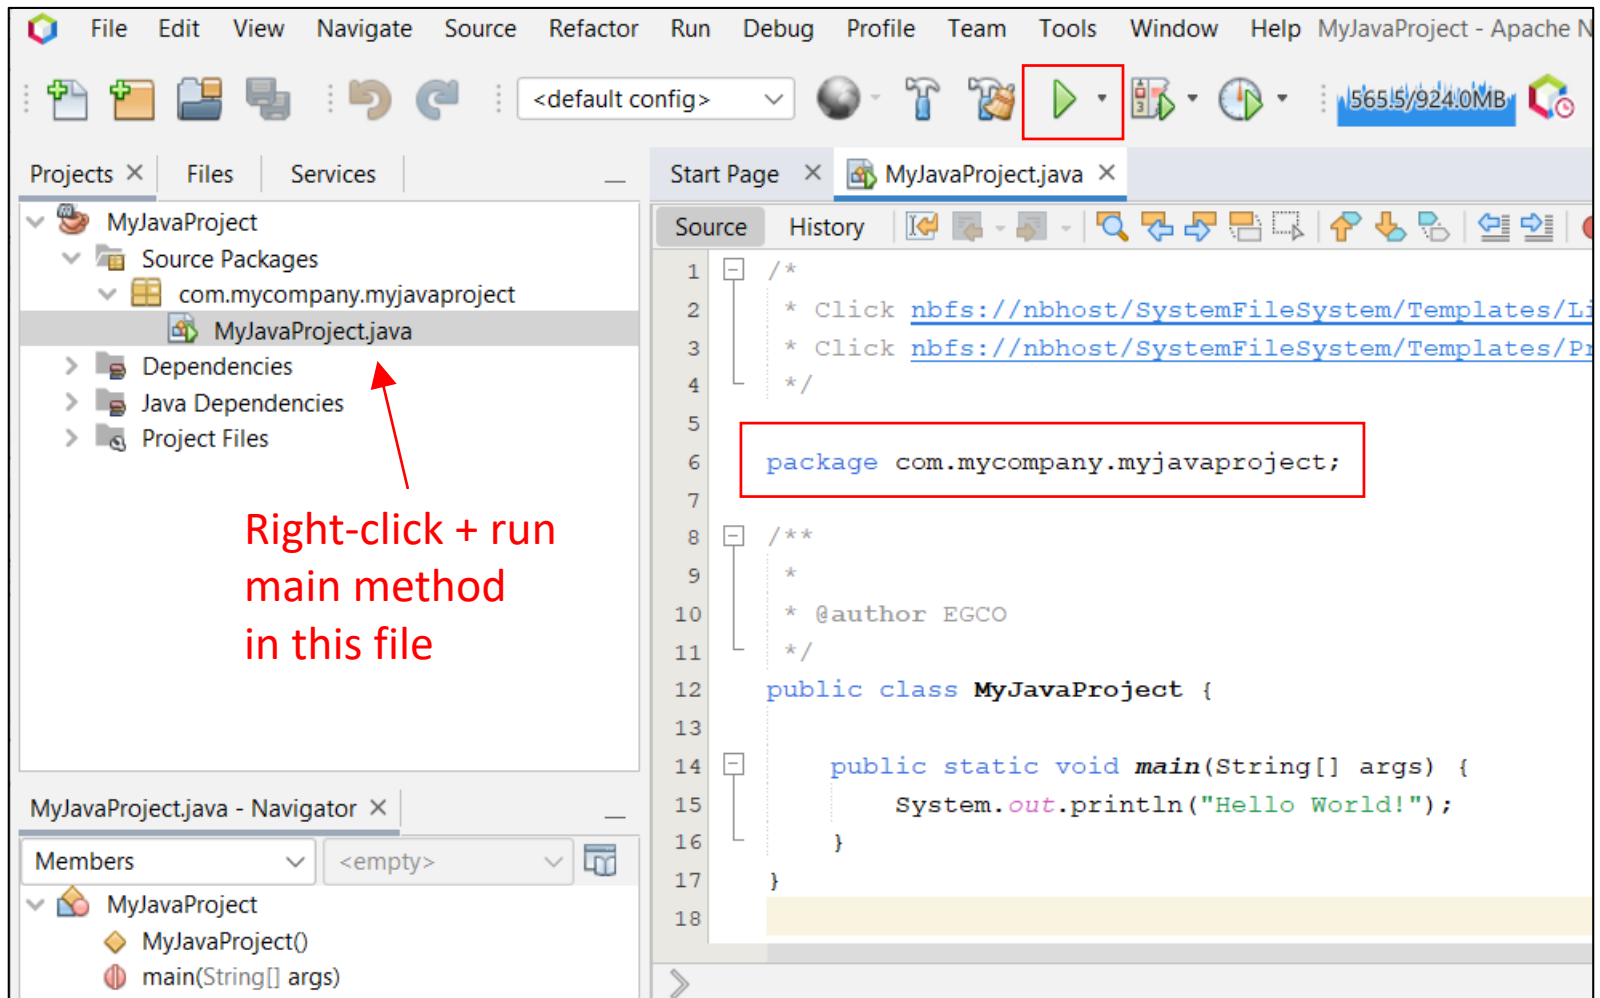 File Edit View Navigate Source Refactor Run Debug Profile Team Tools Window Help MyJavaProject - Apache N
<default config> 565.5/924.0MB
Projects Files Services
MyJavaProject
Source Packages
com.mycompany.myjavaproject
MyJavaProject.java
Dependencies
Java Dependencies
Project Files
Right-click + run
main method
in this file
MyJavaProject.java - Navigator
Members <empty>
MyJavaProject
MyJavaProject()
main(String[] args)
Start Page MyJavaProject.java
Source History
1 /*
2 * Click nbfs://nbhost/SystemFileSystem/Templates/Li
3 * Click nbfs://nbhost/SystemFileSystem/Templates/Pr
4 */
5
6 package com.mycompany.myjavaproject;
7
8 /**
9 *
10 * @author EGCO
11 */
12 public class MyJavaProject {
13
14 public static void main(String[] args) {
15 System.out.println("Hello World!");
16 }
17 }
18